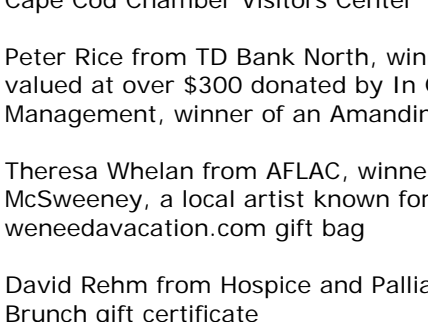 Cape Cod Chamber Visitors Center
Peter Rice from TD Bank North, win
valued at over $300 donated by In
Management, winner of an Amandin
Theresa Whelan from AFLAC, winne
McSweeney, a local artist known for
weneedavacation.com gift bag
David Rehm from Hospice and Pallia
Brunch gift certificate